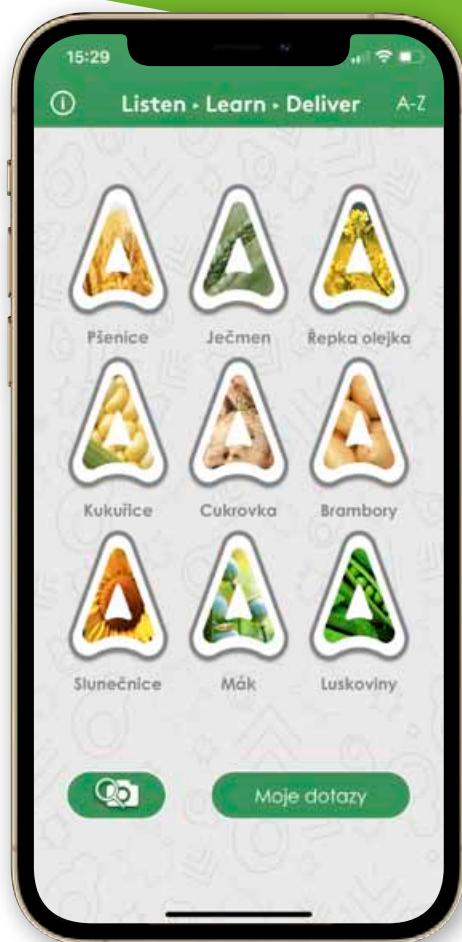 15:29
Listen • Learn • Deliver A-Z
Pšenice Ječmen Řepka olejka
Kukuřice Cukrovka Brambory
Slunečnice Mák Luskoviny
Moje dotazy